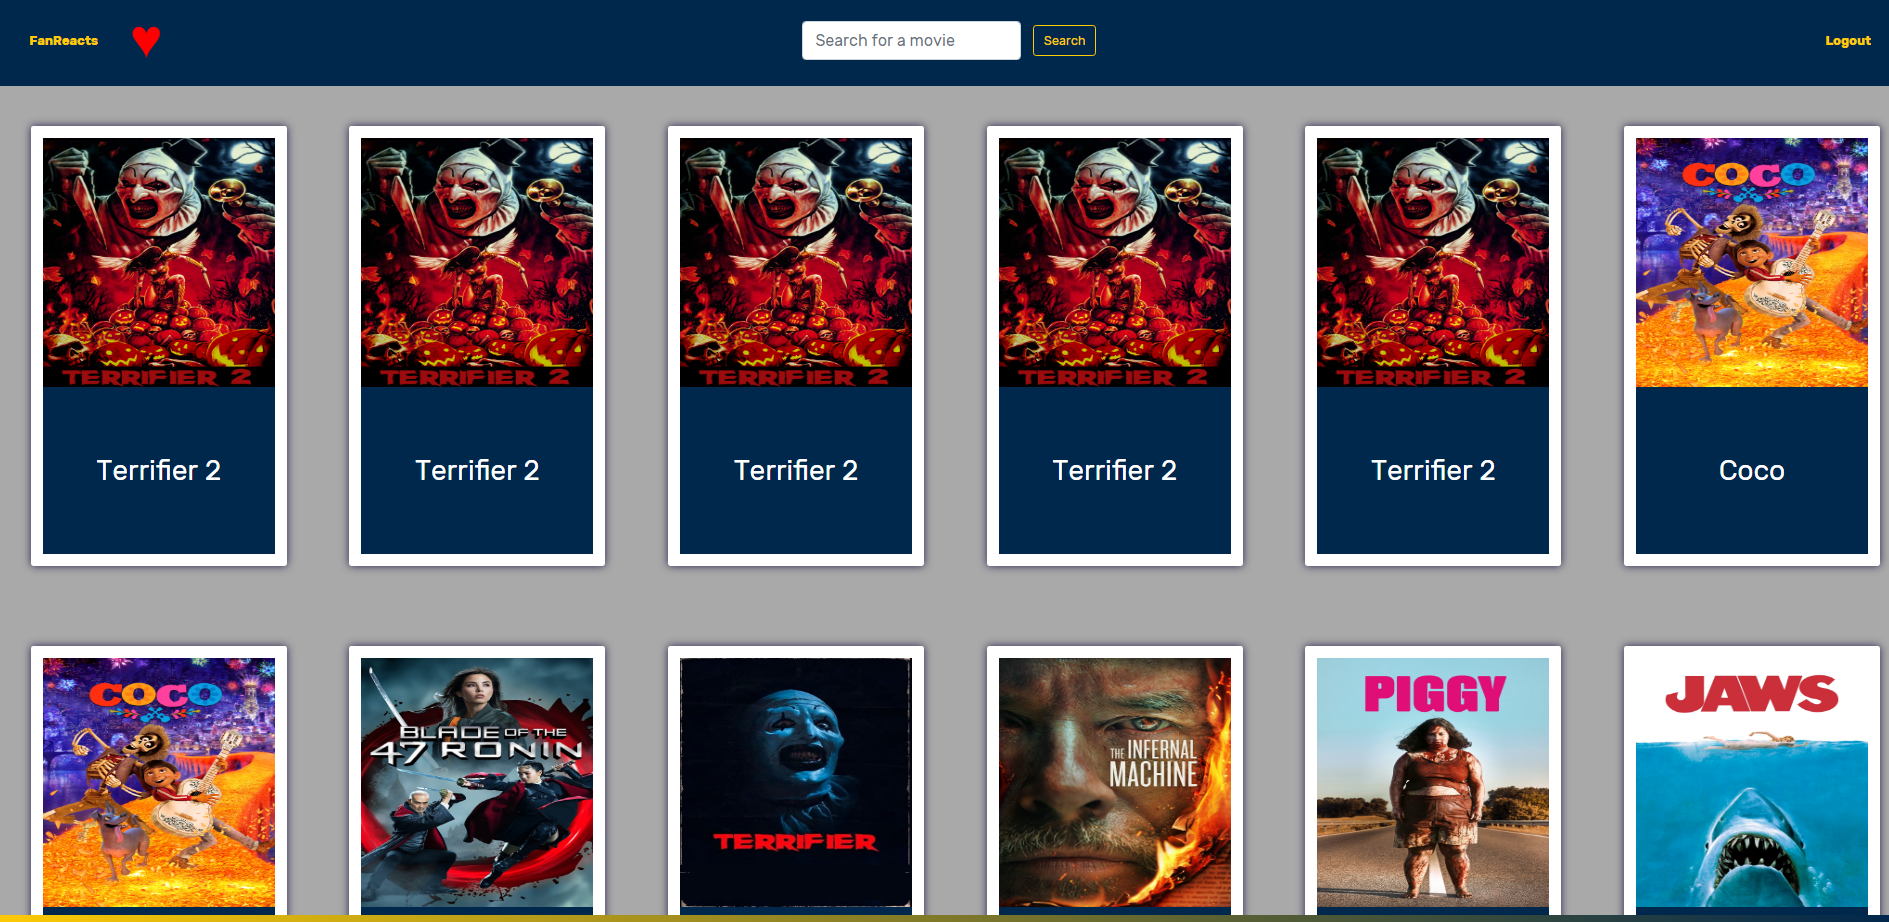 FanReacts
Search for a movie
Search
Logout
TERRIFIER 2
TERRIFIER 2
TERRIFIER 2
TERRIFIER 2
TERRIFIER 2
COCO
Terrifier 2
Terrifier 2
Terrifier 2
Terrifier 2
Terrifier 2
Coco
COCO
BLADE OF THE
47 RONIN
TERRIFIER
THE INFERNAL
MACHINE
PIGGY
JAWS